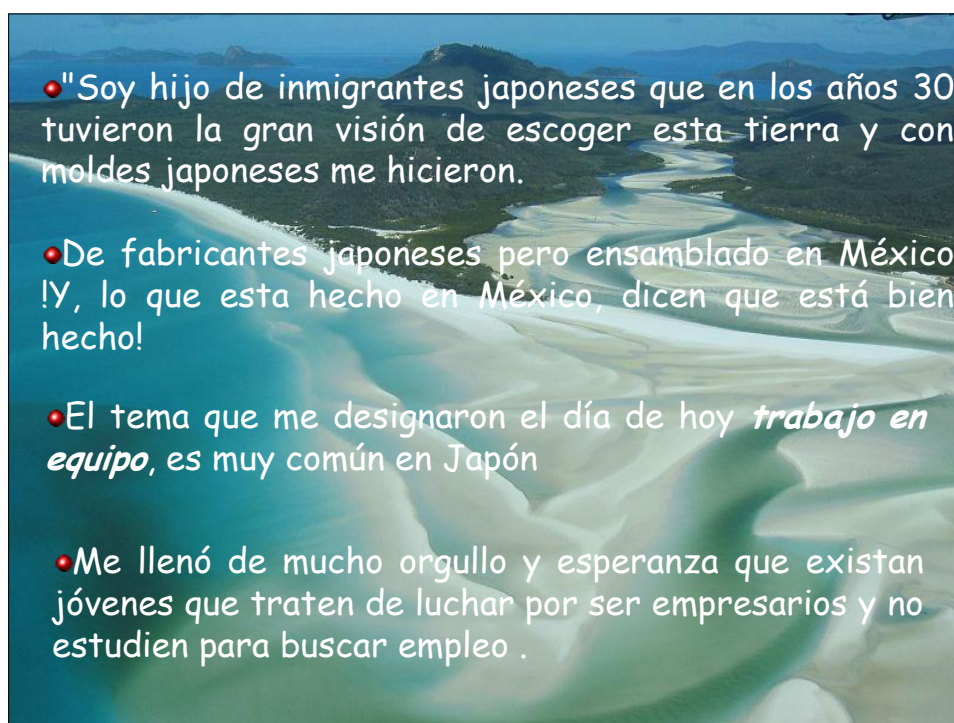 "Soy hijo de inmigrantes japoneses que en los años 30
tuvieron la gran visión de escoger esta tierra y con
moldes japoneses me hicieron.
De fabricantes japoneses pero ensamblado en México
!Y, lo que esta hecho en México, dicen que está bien
hecho!
El tema que me designaron el día de hoy trabajo en
equipo, es muy común en Japón
Me llenó de mucho orgullo y esperanza que existan
jóvenes que traten de luchar por ser empresarios y no
estudien para buscar empleo .